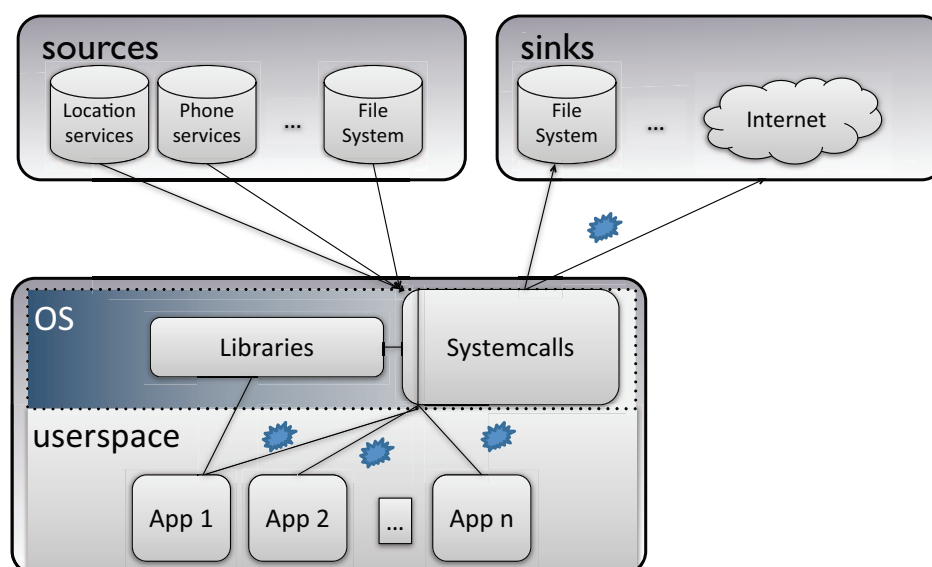 sources
Location
services
Phone
services
...
File
System
sinks
File
System
...
Internet
OS
Libraries
Systemcalls
userspace
App 1
App 2
...
App n